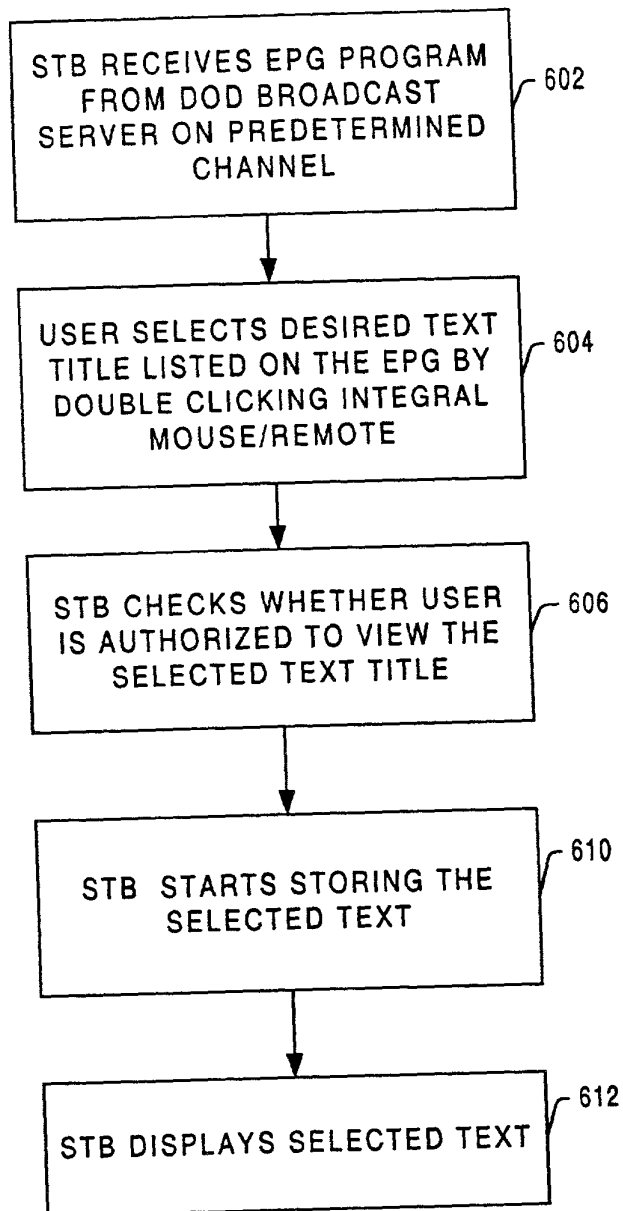 STB RECEIVES EPG PROGRAM
FROM DOD BROADCAST
SERVER ON PREDETERMINED
CHANNEL
602
USER SELECTS DESIRED TEXT
TITLE LISTED ON THE EPG BY
DOUBLE CLICKING INTEGRAL
MOUSE/REMOTE
604
STB CHECKS WHETHER USER
IS AUTHORIZED TO VIEW THE
SELECTED TEXT TITLE
606
STB STARTS STORING THE
SELECTED TEXT
610
STB DISPLAYS SELECTED TEXT
612